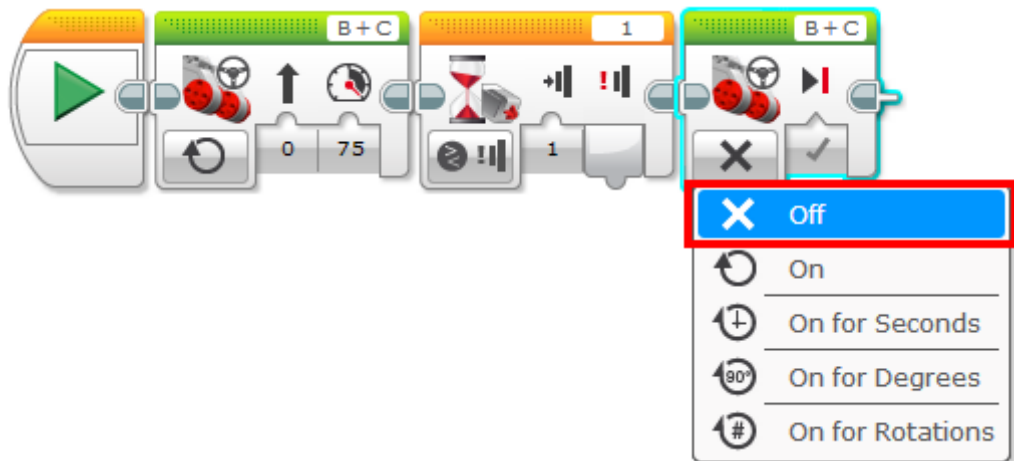 B+C
1
B+C
0 75
1
Off
On
On for Seconds
90° On for Degrees
# On for Rotations